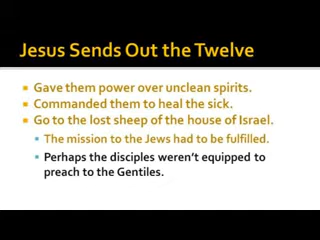 Jesus Sends Out the Twelve
Gave them power over unclean spirits.
Commanded them to heal the sick.
Go to the lost sheep of the house of Israel.
The mission to the Jews had to be fulfilled.
Perhaps the disciples weren't equipped to
preach to the Gentiles.